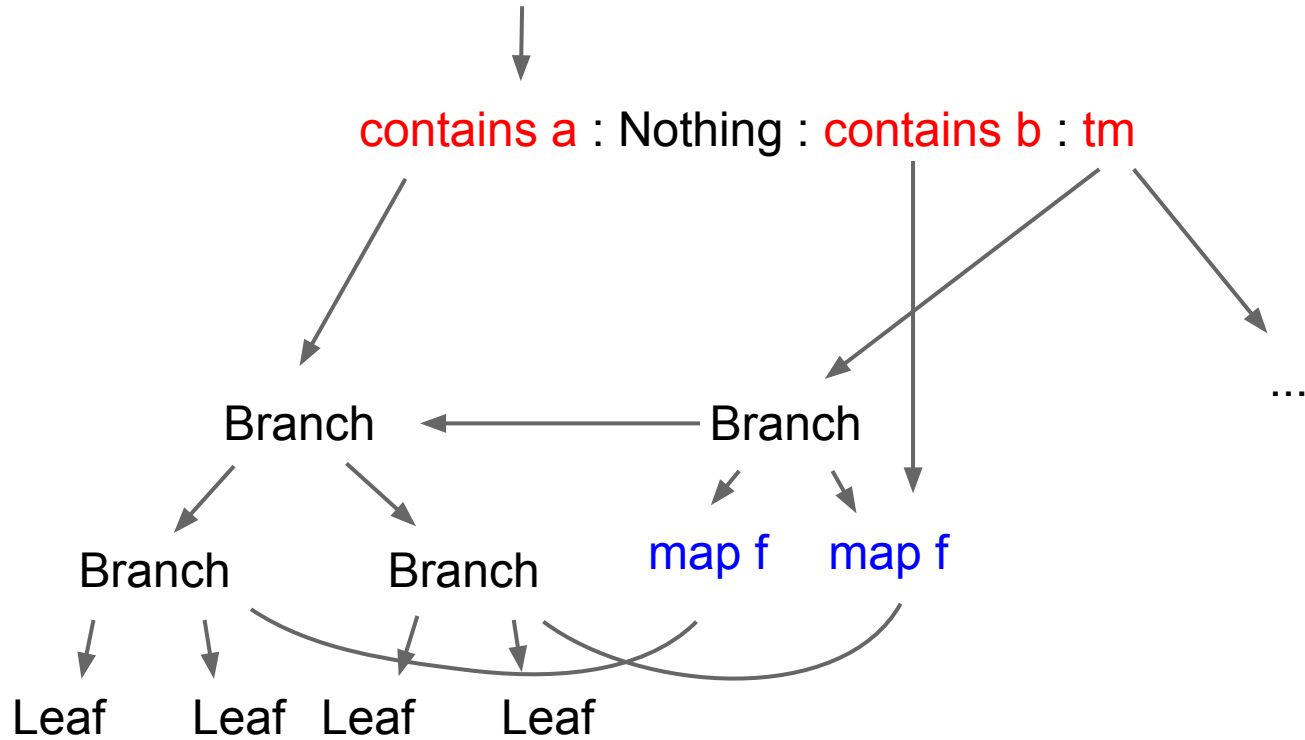 contains a : Nothing : contains b : tm
...
Branch
Branch
map f
map f
Branch
Branch
Leaf
Leaf
Leaf
Leaf